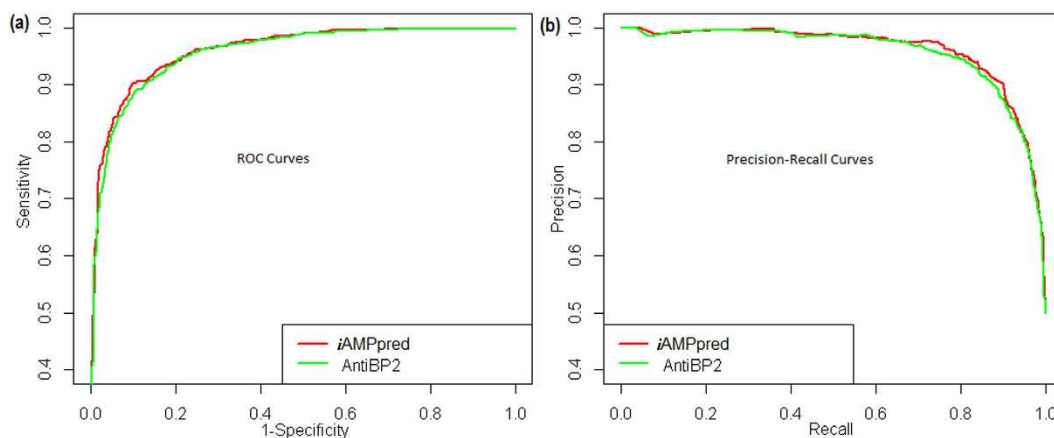 (a)
1.0
0.9
0.8
0.7
0.6
0.5
0.4
Sensitivity
ROC Curves
iAMPpred
AntiBP2
0.0 0.2 0.4 0.6 0.8 1.0
1-Specificity
(b)
1.0
0.9
0.8
0.7
0.6
0.5
0.4
Precision
Precision-Recall Curves
iAMPpred
AntiBP2
0.0 0.2 0.4 0.6 0.8 1.0
Recall